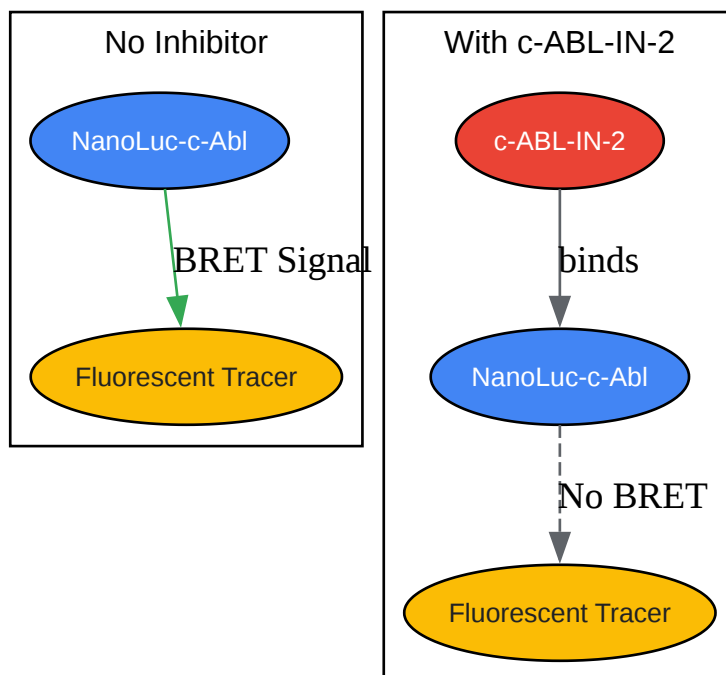 No Inhibitor
NanoLuc-c-Abl
BRET Signal
Fluorescent Tracer
With c-ABL-IN-2
c-ABL-IN-2
binds
NanoLuc-c-Abl
No BRET
Fluorescent Tracer